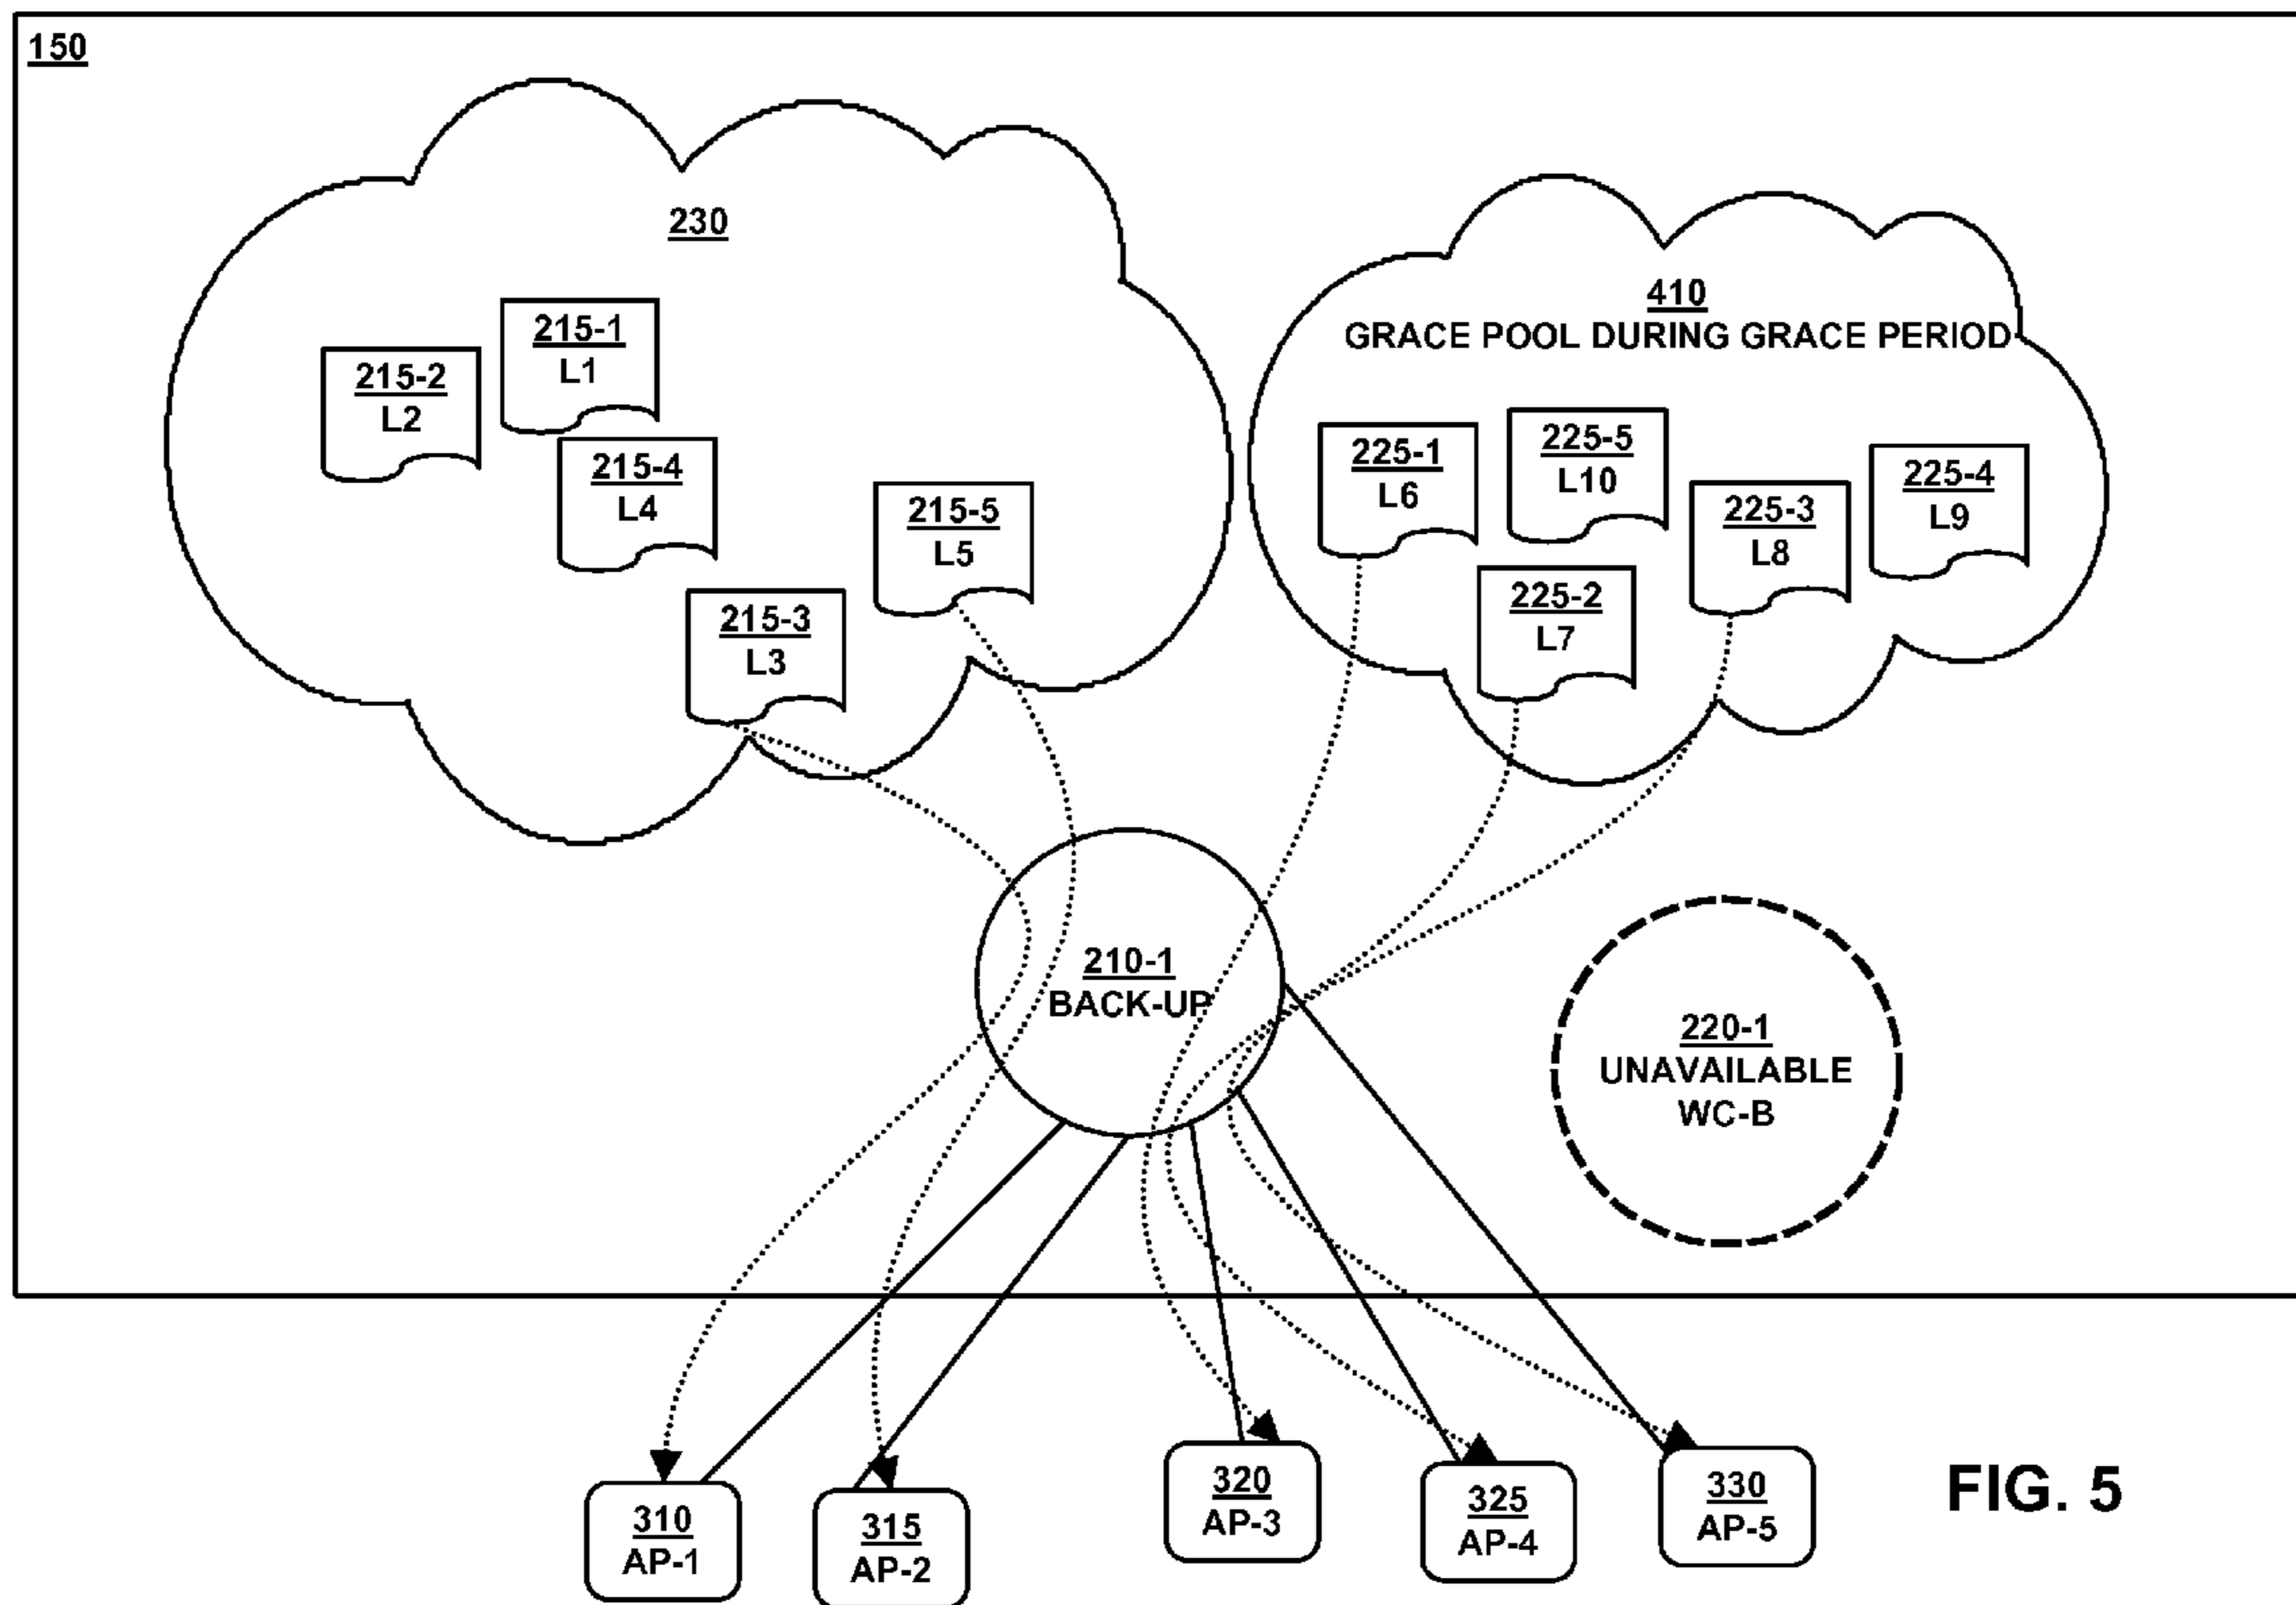 150
230
215-1
L1
215-2
L2
215-4
L4
215-5
L5
215-3
L3
410
GRACE POOL DURING GRACE PERIOD
225-1
L6
225-5
L10
225-3
L8
225-4
L9
225-2
L7
210-1
BACK-UP
220-1
UNAVAILABLE
WC-B
310
AP-1
315
AP-2
320
AP-3
325
AP-4
330
AP-5
FIG. 5